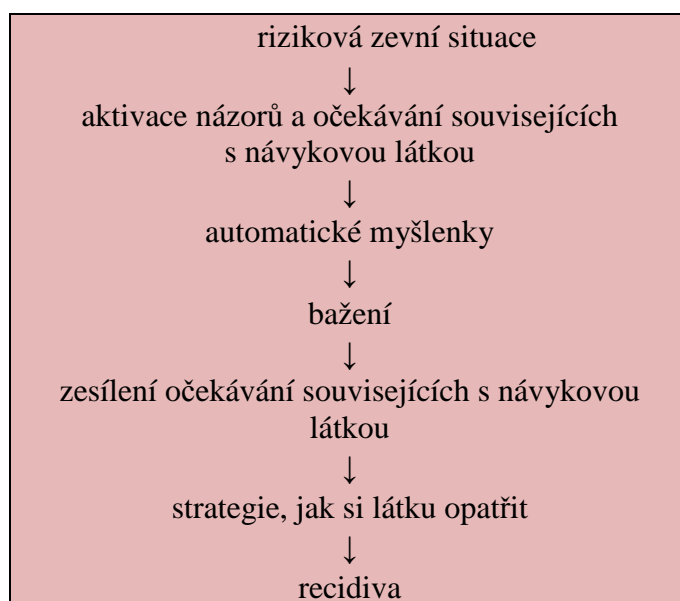 riziková zevní situace
↓
aktivace názorů a očekávání souvisejících
s návykovou látkou
↓
automatické myšlenky
↓
bažení
↓
zesílení očekávání souvisejících s návykovou
látkou
↓
strategie, jak si látku opatřit
↓
recidiva